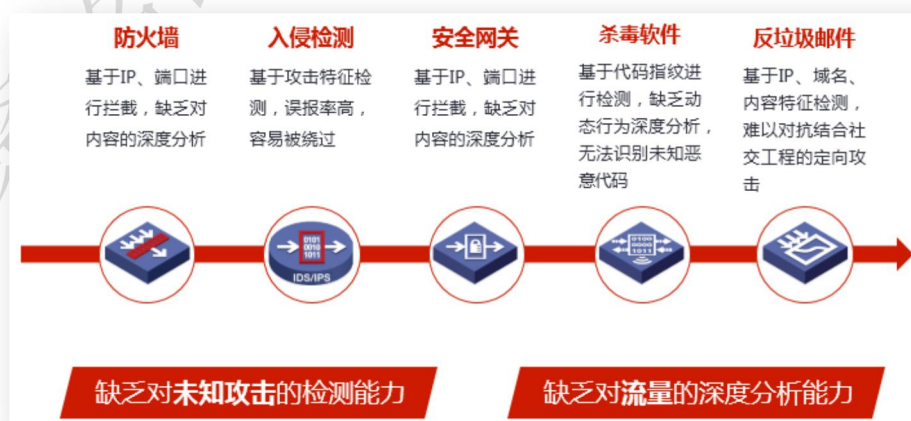 防火墙
基于IP、端口进
行拦截，缺乏对
内容的深度分析
入侵检测
基于攻击特征检
测，误报率高，
容易被绕过
安全网关
基于IP、端口进
行拦截，缺乏对
内容的深度分析
杀毒软件
基于代码指纹进
行检测，缺乏动
态行为深度分析，
无法识别未知恶
意代码
反垃圾邮件
基于IP、域名、
内容特征检测，
难以对抗结合社
交工程的定向攻
击
0101
0010
1011
IDS/IPS
0100
0000
1011
缺乏对未知攻击的检测能力
缺乏对流量的深度分析能力